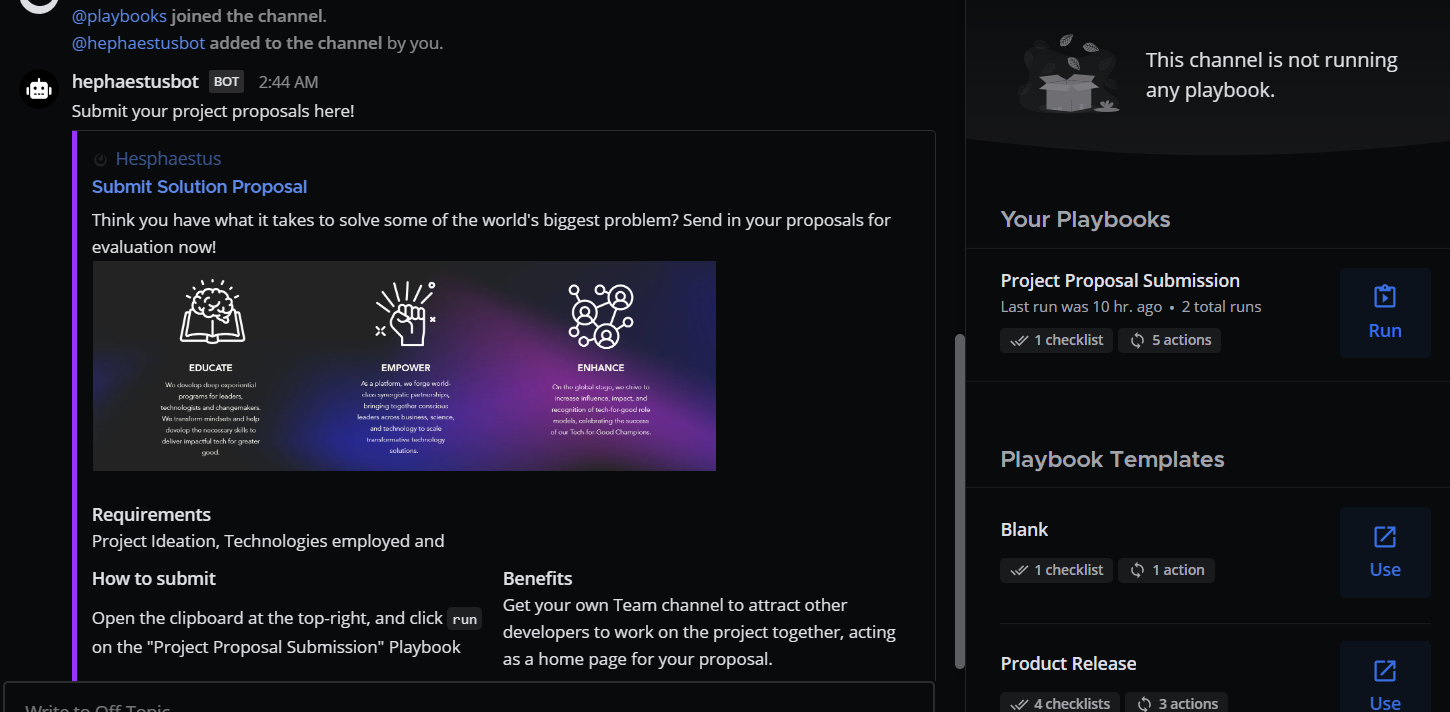 @playbooks joined the channel.
@hephaestusbot added to the channel by you.
hephaestusbot BOT 2:44 AM
Submit your project proposals here!
Hesphaestus
Submit Solution Proposal
Think you have what it takes to solve some of the world's biggest problem? Send in your proposals for
evaluation now!
EDUCATE
We develop deep experiential
programs for leaders,
technologists and changemakers.
We transform mindsets and help
develop the necessary skills to
deliver impactful tech for greater
good.
EMPOWER
As a platform, we forge world-
class synergistic partnerships,
bringing together conscious
leaders across business, science,
and technology to scale
transformative technology
solutions.
ENHANCE
On the global stage, we strive to
increase influence, impact, and
recognition of tech-for-good role
models, celebrating the success
of our Tech-for-Good Champions.
Requirements
Project Ideation, Technologies employed and
How to submit
Open the clipboard at the top-right, and click run
on the "Project Proposal Submission" Playbook
Benefits
Get your own Team channel to attract other
developers to work on the project together, acting
as a home page for your proposal.
Write to Off-Topic
This channel is not running
any playbook.
Your Playbooks
Project Proposal Submission
Last run was 10 hr. ago • 2 total runs
1 checklist
5 actions
Run
Playbook Templates
Blank
1 checklist
1 action
Use
Product Release
4 checklists
3 actions
Use